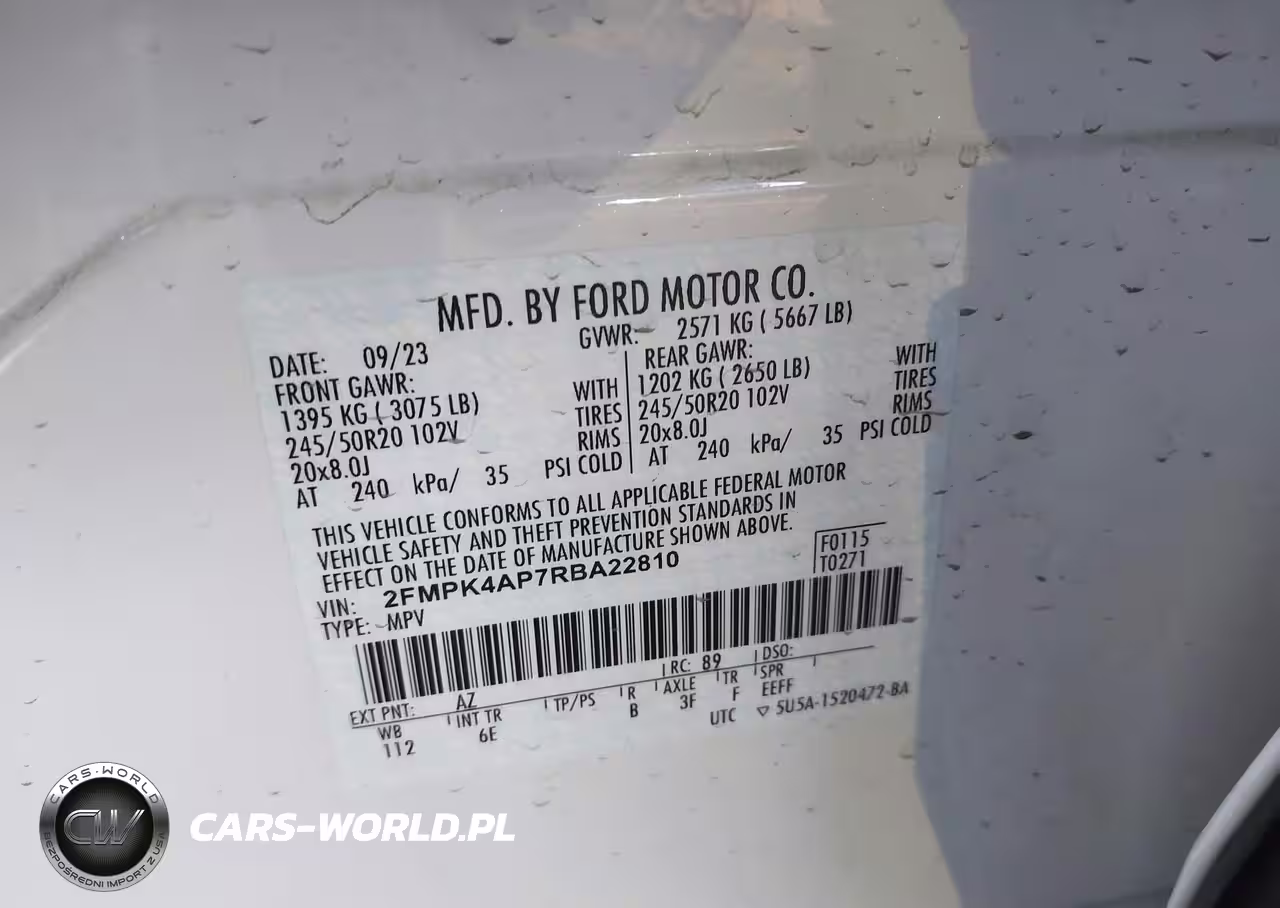 MFD. BY FORD MOTOR CO.
DATE: 09/23
GVWR: 2571 KG ( 5667 LB)
FRONT GAWR:
1395 KG ( 3075 LB) WITH
245/50R20 102V TIRES
20x8.0J RIMS
AT 240 kPa/ 35 PSI COLD
REAR GAWR: WITH
1202 KG ( 2650 LB) TIRES
245/50R20 102V RIMS
20x8.0J
AT 240 kPa/ 35 PSI COLD
THIS VEHICLE CONFORMS TO ALL APPLICABLE FEDERAL MOTOR
VEHICLE SAFETY AND THEFT PREVENTION STANDARDS IN
EFFECT ON THE DATE OF MANUFACTURE SHOWN ABOVE.
VIN: 2FMPK4AP7RBA22810
TYPE: MPV
F0115
T0271
EXT PNT: AZ RC: 89 DSO:
WB INT TR TP/PS R AXLE TR SPR
112 6E B 3F F EEFF
UTC ▽ 5U5A-1520472-BA
CARS-WORLD
CW
BEZPOŚREDNI IMPORT Z USA
CARS-WORLD.PL